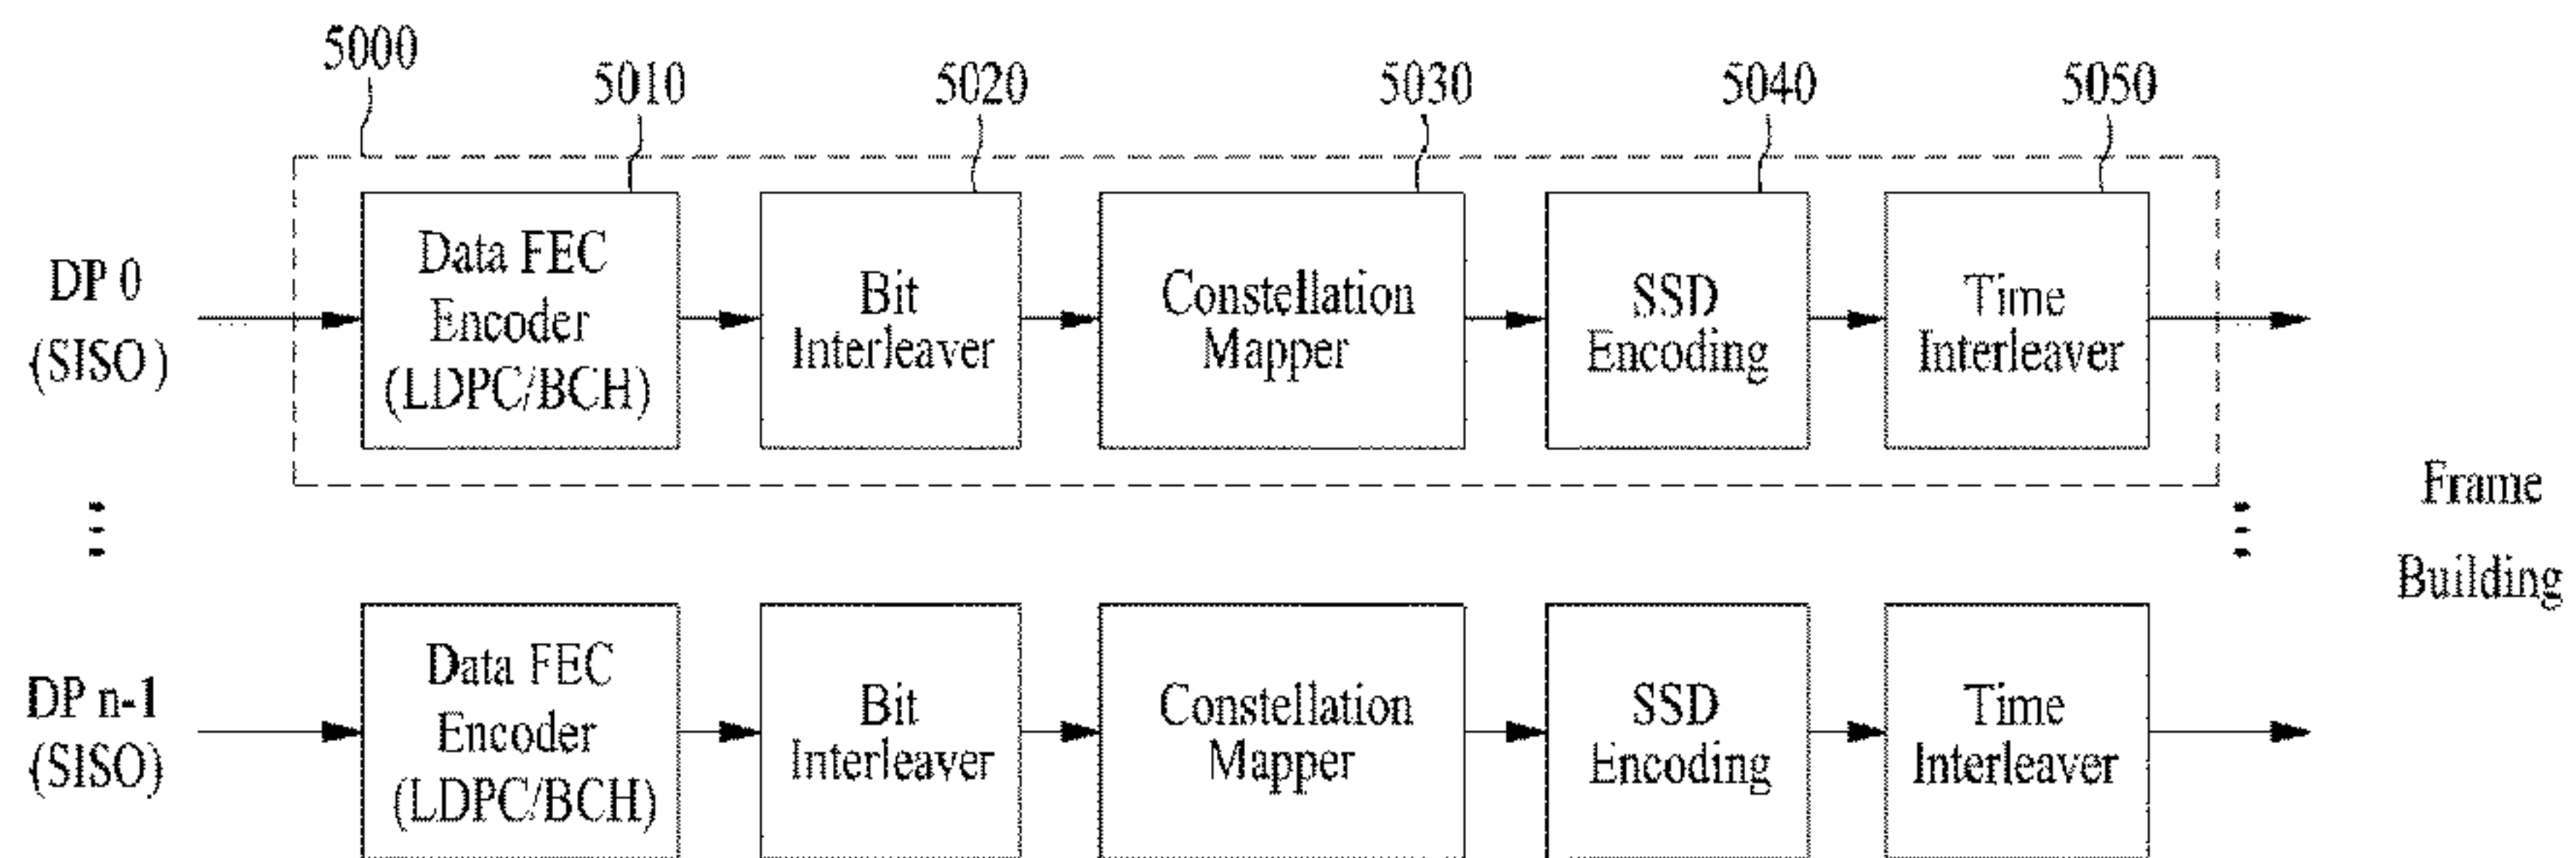 5000
5010
5020
5030
5040
5050
DP 0
(SISO)
Data FEC
Encoder
(LDPC/BCH)
Bit
Interleaver
Constellation
Mapper
SSD
Encoding
Time
Interleaver
Frame
Building
DP n-1
(SISO)
Data FEC
Encoder
(LDPC/BCH)
Bit
Interleaver
Constellation
Mapper
SSD
Encoding
Time
Interleaver